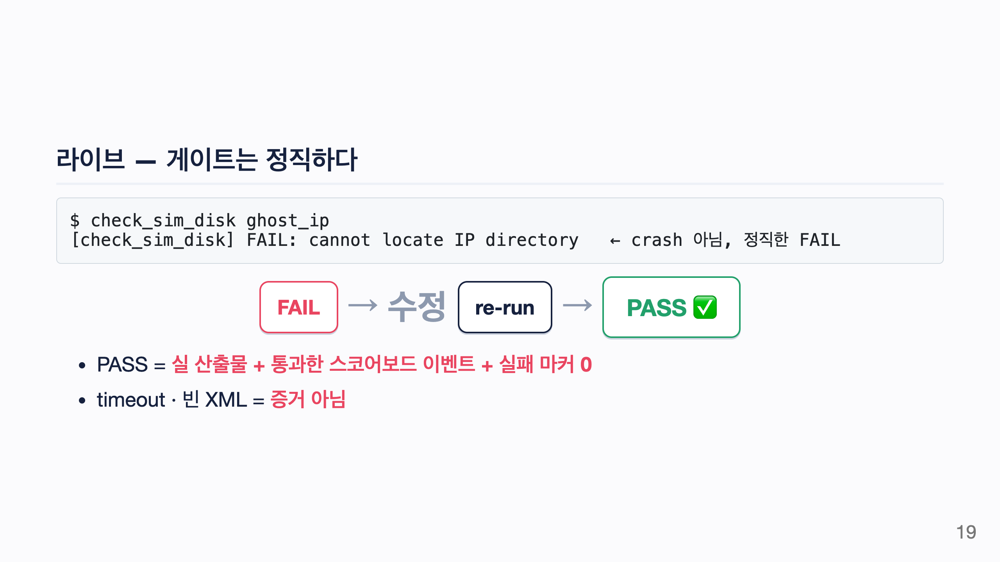 라이브 — 게이트는 정직하다
$ check_sim_disk ghost_ip
[check_sim_disk] FAIL: cannot locate IP directory   ← crash 아님, 정직한 FAIL
FAIL → 수정 re-run → PASS ✅
• PASS = 실 산출물 + 통과한 스코어보드 이벤트 + 실패 마커 0
• timeout · 빈 XML = 증거 아님
19